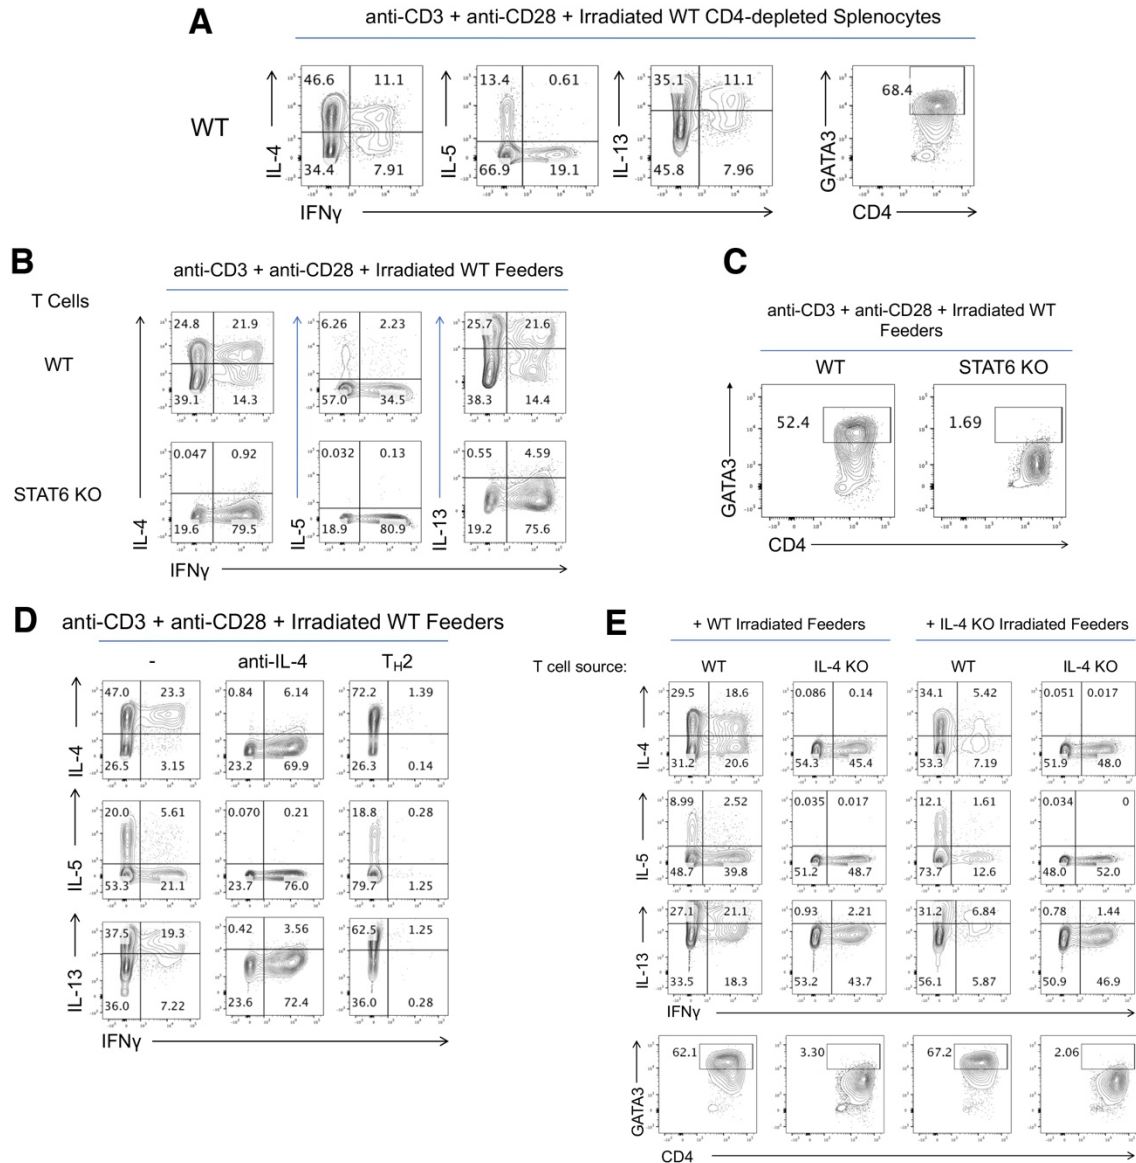 A
anti-CD3 + anti-CD28 + Irradiated WT CD4-depleted Splenocytes
WT
IL-4
46.6 11.1
34.4 7.91
IL-5
13.4 0.61
66.9 19.1
IL-13
35.1 11.1
45.8 7.96
GATA3
68.4
IFNγ
CD4
B
anti-CD3 + anti-CD28 + Irradiated WT Feeders
T Cells
WT
24.8 21.9
39.1 14.3
6.26 2.23
57.0 34.5
25.7 21.6
38.3 14.4
STAT6 KO
0.047 0.92
19.6 79.5
0.032 0.13
18.9 80.9
0.55 4.59
19.2 75.6
IL-4
IL-5
IL-13
IFNγ
C
anti-CD3 + anti-CD28 + Irradiated WT
Feeders
WT STAT6 KO
52.4
1.69
GATA3
CD4
D
anti-CD3 + anti-CD28 + Irradiated WT Feeders
- anti-IL-4 TH2
IL-4
47.0 23.3
26.5 3.15
0.84 6.14
23.2 69.9
72.2 1.39
26.3 0.14
IL-5
20.0 5.61
53.3 21.1
0.070 0.21
23.7 76.0
18.8 0.28
79.7 1.25
IL-13
37.5 19.3
36.0 7.22
0.42 3.56
23.6 72.4
62.5 1.25
36.0 0.28
IFNγ
E
+ WT Irradiated Feeders + IL-4 KO Irradiated Feeders
T cell source: WT IL-4 KO WT IL-4 KO
IL-4
29.5 18.6
31.2 20.6
0.086 0.14
54.3 45.4
34.1 5.42
53.3 7.19
0.051 0.017
51.9 48.0
IL-5
8.99 2.52
48.7 39.8
0.035 0.017
51.2 48.7
12.1 1.61
73.7 12.6
0.034 0
48.0 52.0
IL-13
27.1 21.1
33.5 18.3
0.93 2.21
53.2 43.7
31.2 6.84
56.1 5.87
0.78 1.44
50.9 46.9
IFNγ
GATA3
62.1
3.30
67.2
2.06
CD4